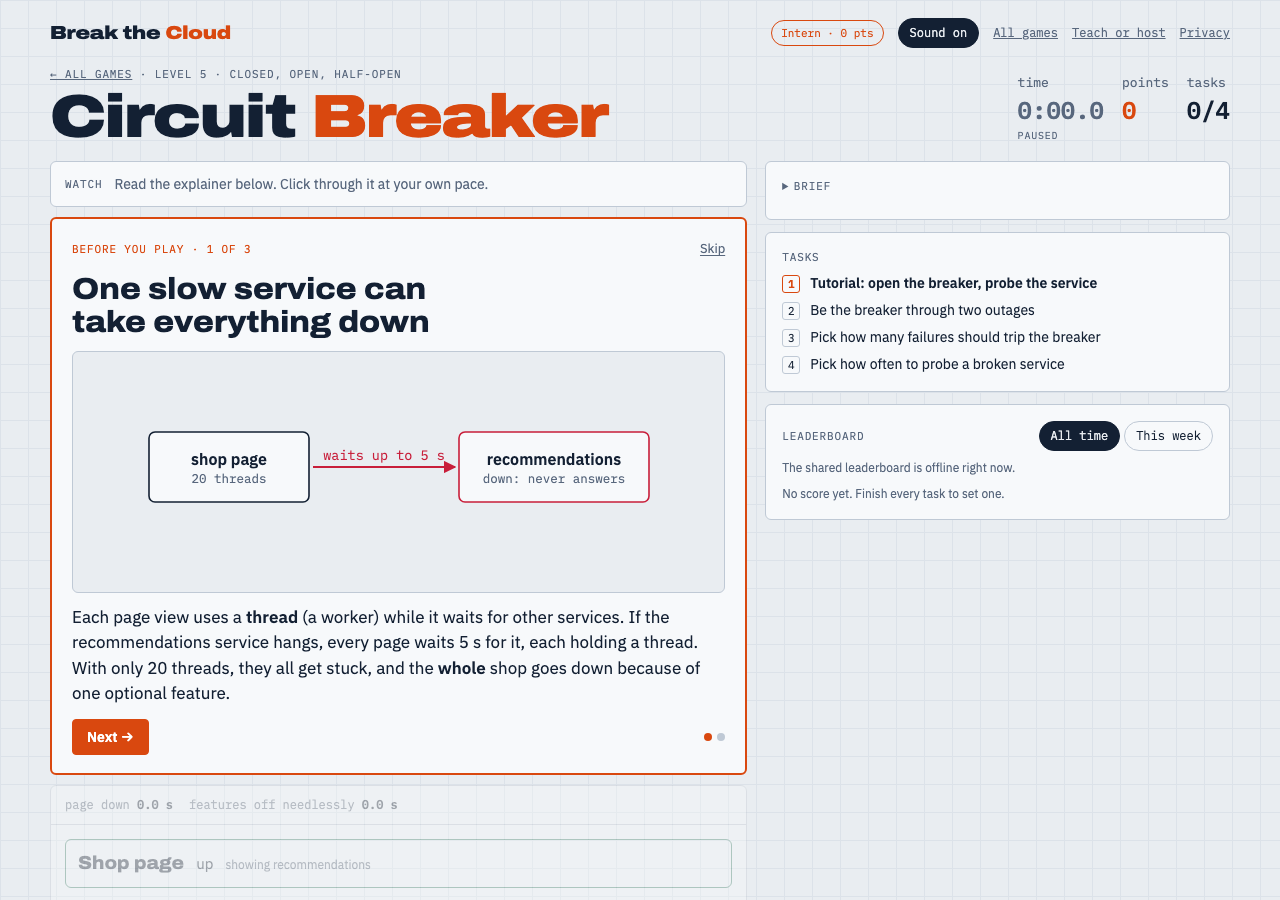 Break the Cloud
Intern · 0 pts
Sound on
All games
Teach or host
Privacy
← ALL GAMES · LEVEL 5 · CLOSED, OPEN, HALF-OPEN
Circuit Breaker
time
0:00.0
PAUSED
points
0
tasks
0/4
WATCH Read the explainer below. Click through it at your own pace.
BEFORE YOU PLAY · 1 OF 3
Skip
One slow service can
take everything down
shop page
20 threads
waits up to 5 s
recommendations
down: never answers
Each page view uses a thread (a worker) while it waits for other services. If the
recommendations service hangs, every page waits 5 s for it, each holding a thread.
With only 20 threads, they all get stuck, and the whole shop goes down because of
one optional feature.
Next →
page down 0.0 s features off needlessly 0.0 s
Shop page up showing recommendations
▶ BRIEF
TASKS
1 Tutorial: open the breaker, probe the service
2 Be the breaker through two outages
3 Pick how many failures should trip the breaker
4 Pick how often to probe a broken service
LEADERBOARD
All time
This week
The shared leaderboard is offline right now.
No score yet. Finish every task to set one.